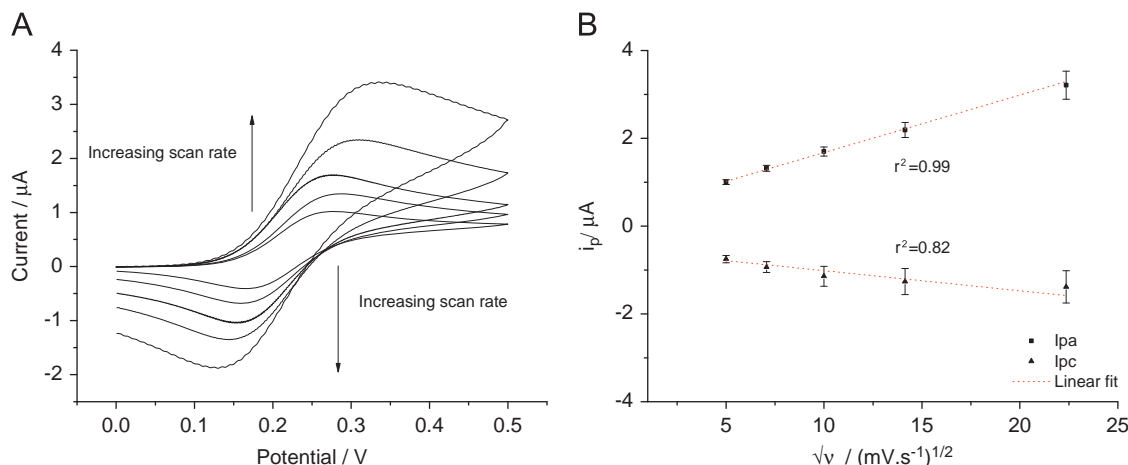 A
4
3
2
1
0
-1
-2
Current / µA
Increasing scan rate
Increasing scan rate
0.0 0.1 0.2 0.3 0.4 0.5
Potential / V
B
4
2
0
-2
-4
iₚ/ µA
r²=0.99
r²=0.82
Ipa
Ipc
Linear fit
5 10 15 20 25
√ν / (mV.s⁻¹)¹/²